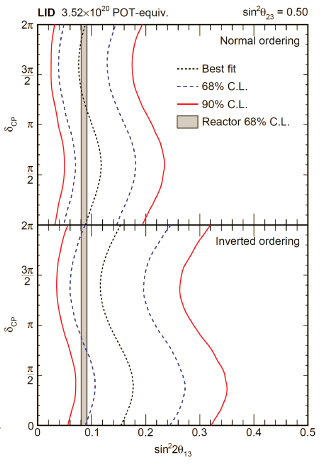 LID 3.52×10²⁰ POT-equiv. sin²θ₂₃ = 0.50
2π
Normal ordering
3π
2
Best fit
68% C.L.
90% C.L.
Reactor 68% C.L.
δCP
π
π
2
2π
Inverted ordering
3π
2
δCP
π
π
2
0
0 0.1 0.2 0.3 0.4 0.5
sin²2θ₁₃